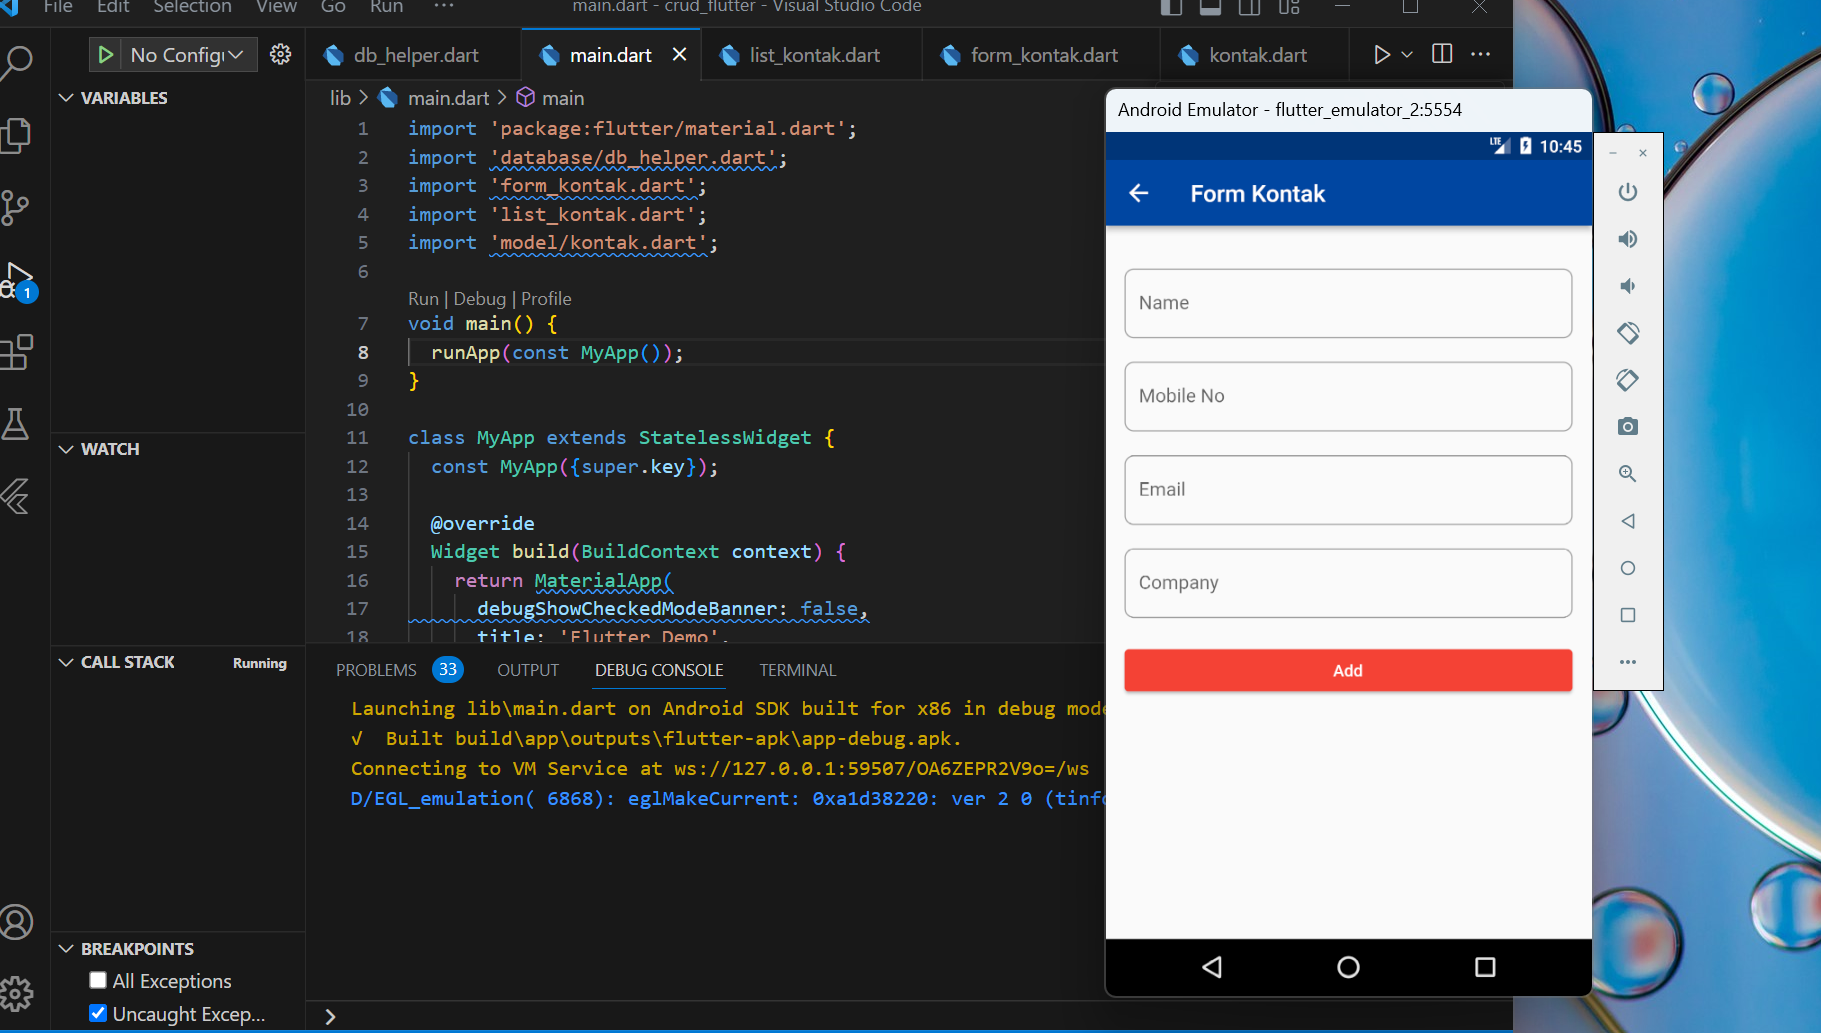 File Edit Selection View Go Run ... main.dart - crud_flutter - Visual Studio Code
No Config
db_helper.dart main.dart list_kontak.dart form_kontak.dart kontak.dart
VARIABLES
WATCH
CALL STACK Running
BREAKPOINTS
All Exceptions
Uncaught Excep...
1
lib > main.dart > main
1 import 'package:flutter/material.dart';
2 import 'database/db_helper.dart';
3 import 'form_kontak.dart';
4 import 'list_kontak.dart';
5 import 'model/kontak.dart';
6
Run | Debug | Profile
7 void main() {
8 runApp(const MyApp());
9 }
10
11 class MyApp extends StatelessWidget {
12 const MyApp({super.key});
13
14 @override
15 Widget build(BuildContext context) {
16 return MaterialApp(
17 debugShowCheckedModeBanner: false,
18 title: 'Flutter Demo',
PROBLEMS 33 OUTPUT DEBUG CONSOLE TERMINAL
Launching lib\main.dart on Android SDK built for x86 in debug mode
√ Built build\app\outputs\flutter-apk\app-debug.apk.
Connecting to VM Service at ws://127.0.0.1:59507/OA6ZEPR2V9o=/ws
D/EGL_emulation( 6868): eglMakeCurrent: 0xa1d38220: ver 2 0 (tinfo
Android Emulator - flutter_emulator_2:5554
LTE 10:45
Form Kontak
Name
Mobile No
Email
Company
Add